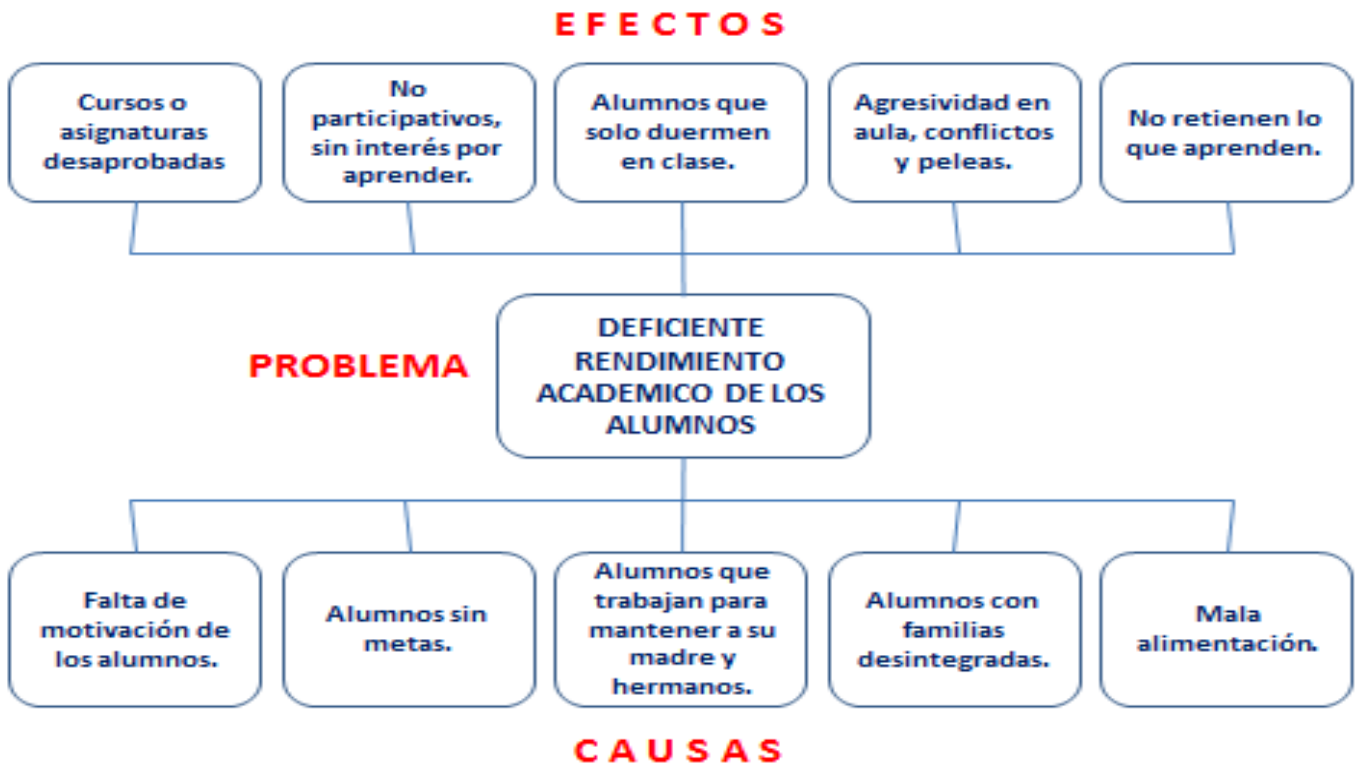 E F E C T O S
Cursos o
asignaturas
desaprobadas
No
participativos,
sin interés por
aprender.
Alumnos que
solo duermen
en clase.
Agresividad en
aula, conflictos
y peleas.
No retienen lo
que aprenden.
PROBLEMA
DEFICIENTE
RENDIMIENTO
ACADEMICO DE LOS
ALUMNOS
Falta de
motivación de
los alumnos.
Alumnos sin
metas.
Alumnos que
trabajan para
mantener a su
madre y
hermanos.
Alumnos con
familias
desintegradas.
Mala
alimentación.
C A U S A S